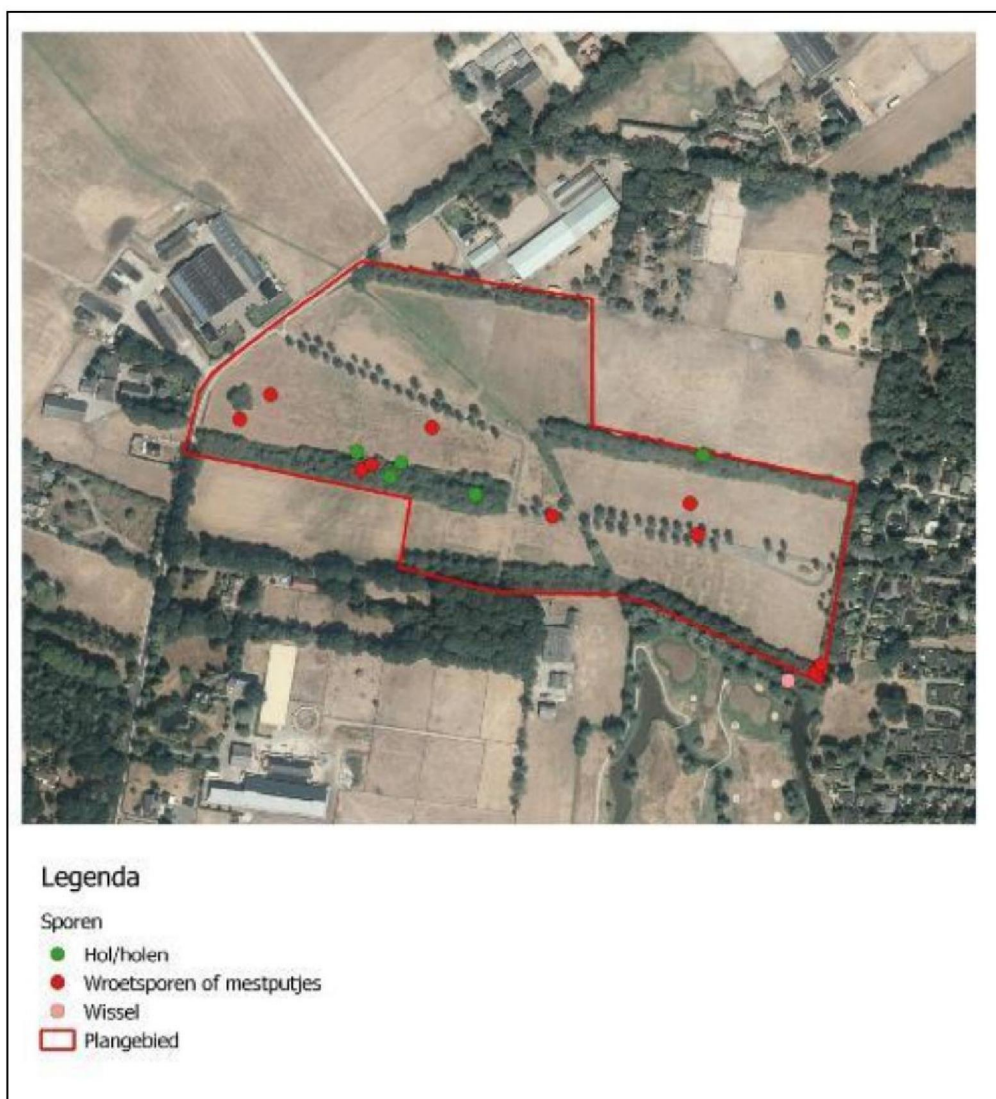 Legenda
Sporen
Hol/holen
Wroetsporen of mestputjes
Wissel
Plangebied